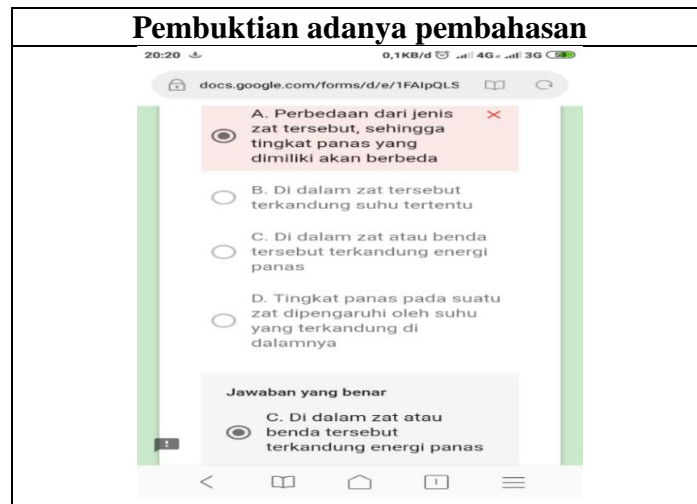 Pembuktian adanya pembahasan
20:20 0,1KB/d 4G 3G
docs.google.com/forms/d/e/1FAIpQLS
A. Perbedaan dari jenis
zat tersebut, sehingga
tingkat panas yang
dimiliki akan berbeda
B. Di dalam zat tersebut
terkandung suhu tertentu
C. Di dalam zat atau benda
tersebut terkandung energi
panas
D. Tingkat panas pada suatu
zat dipengaruhi oleh suhu
yang terkandung di
dalamnya
Jawaban yang benar
C. Di dalam zat atau
benda tersebut
terkandung energi panas
1